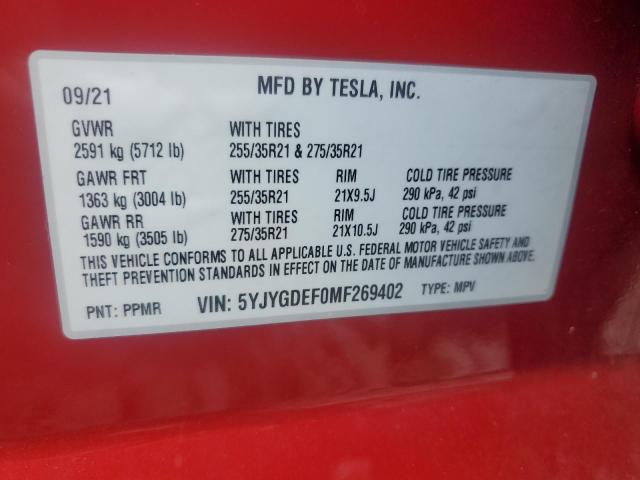 09/21 MFD BY TESLA, INC.
GVWR WITH TIRES
2591 kg (5712 lb) 255/35R21 & 275/35R21
GAWR FRT WITH TIRES RIM COLD TIRE PRESSURE
1363 kg (3004 lb) 255/35R21 21X9.5J 290 kPa, 42 psi
GAWR RR WITH TIRES RIM COLD TIRE PRESSURE
1590 kg (3505 lb) 275/35R21 21X10.5J 290 kPa, 42 psi
THIS VEHICLE CONFORMS TO ALL APPLICABLE U.S. FEDERAL MOTOR VEHICLE SAFETY AND
THEFT PREVENTION STANDARDS IN EFFECT ON THE DATE OF MANUFACTURE SHOWN ABOVE.
PNT: PPMR VIN: 5YJYGDEF0MF269402 TYPE: MPV